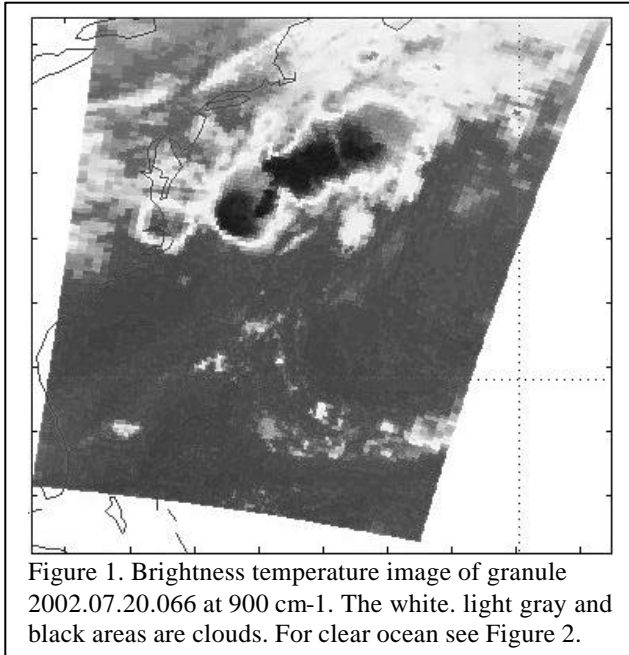 Figure 1. Brightness temperature image of granule
2002.07.20.066 at 900 cm-1. The white. light gray and
black areas are clouds. For clear ocean see Figure 2.